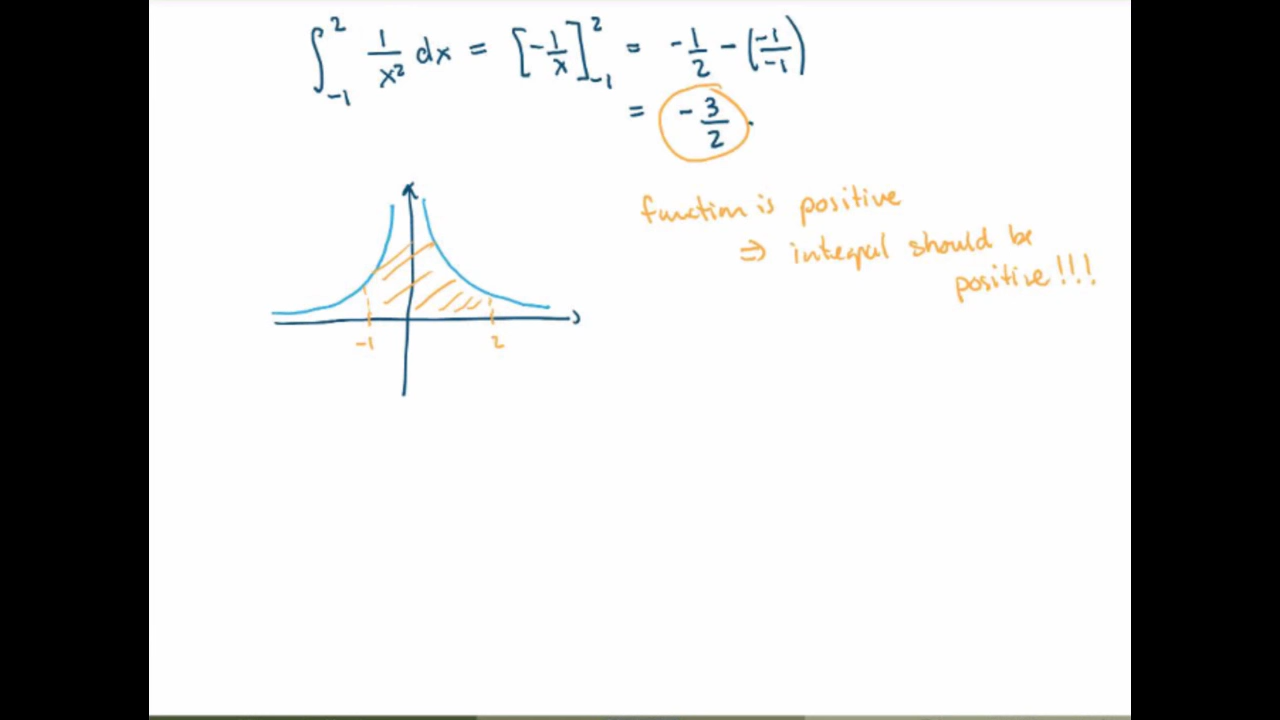 ∫_{-1}^{2} 1/x² dx = [-1/x]_{-1}^{2} = -1/2 - (-1/-1)
= -3/2.
function is positive
⇒ integral should be
positive!!!
-1 2